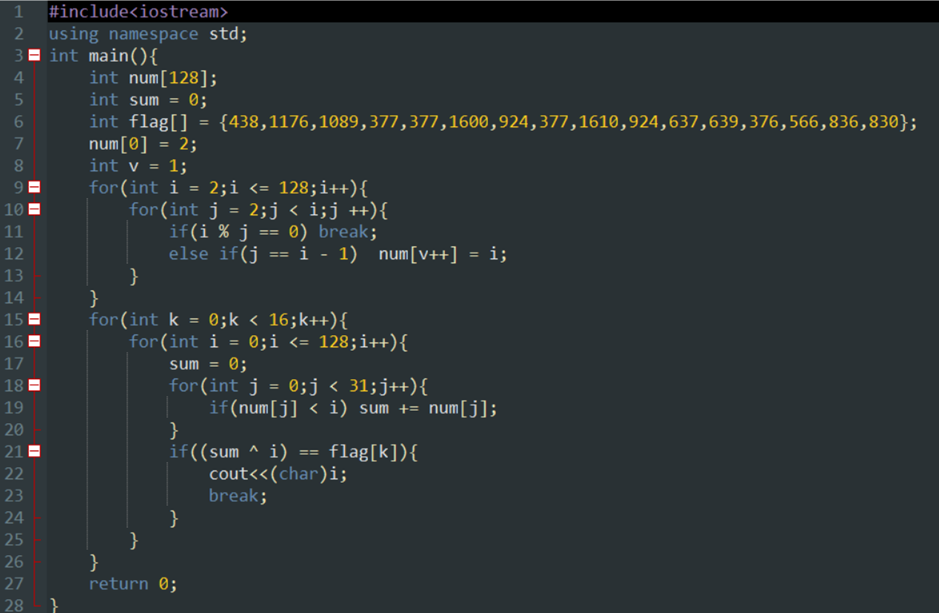 1 #include<iostream>
2 using namespace std;
3 int main(){
4 int num[128];
5 int sum = 0;
6 int flag[] = {438,1176,1089,377,377,1600,924,377,1610,924,637,639,376,566,836,830};
7 num[0] = 2;
8 int v = 1;
9 for(int i = 2;i <= 128;i++){
10 for(int j = 2;j < i;j ++){
11 if(i % j == 0) break;
12 else if(j == i - 1)  num[v++] = i;
13 }
14 }
15 for(int k = 0;k < 16;k++){
16 for(int i = 0;i <= 128;i++){
17 sum = 0;
18 for(int j = 0;j < 31;j++){
19 if(num[j] < i) sum += num[j];
20 }
21 if((sum ^ i) == flag[k]){
22 cout<<(char)i;
23 break;
24 }
25 }
26 }
27 return 0;
28 }